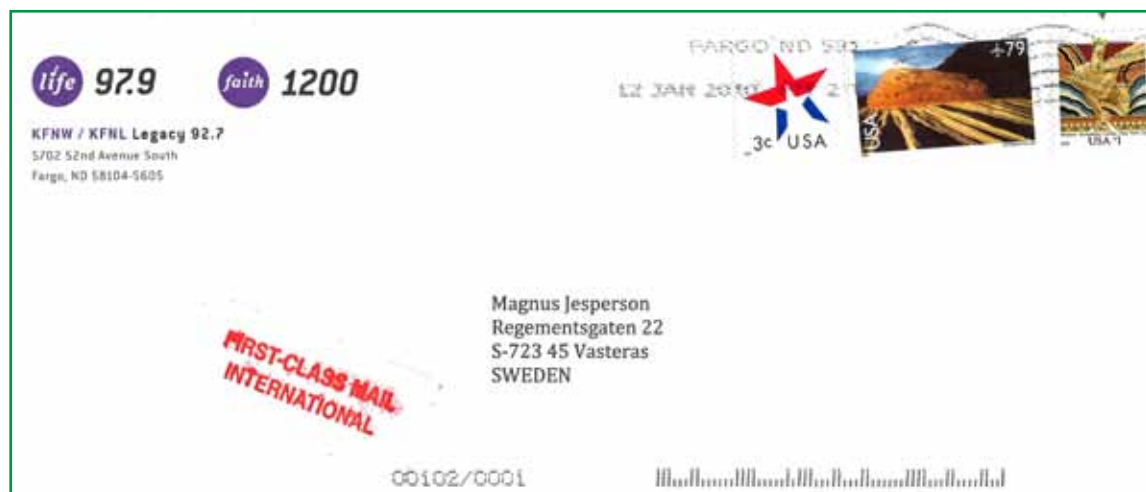 life 97.9 faith 1200
KFNW / KFNL Legacy 92.7
5702 52nd Avenue South
Fargo, ND 58104-5605
FARGO ND
12 JAN
3c USA
79
USA
USA $1
FIRST-CLASS MAIL
INTERNATIONAL
Magnus Jesperson
Regementsgaten 22
S-723 45 Vasteras
SWEDEN
00102/0001